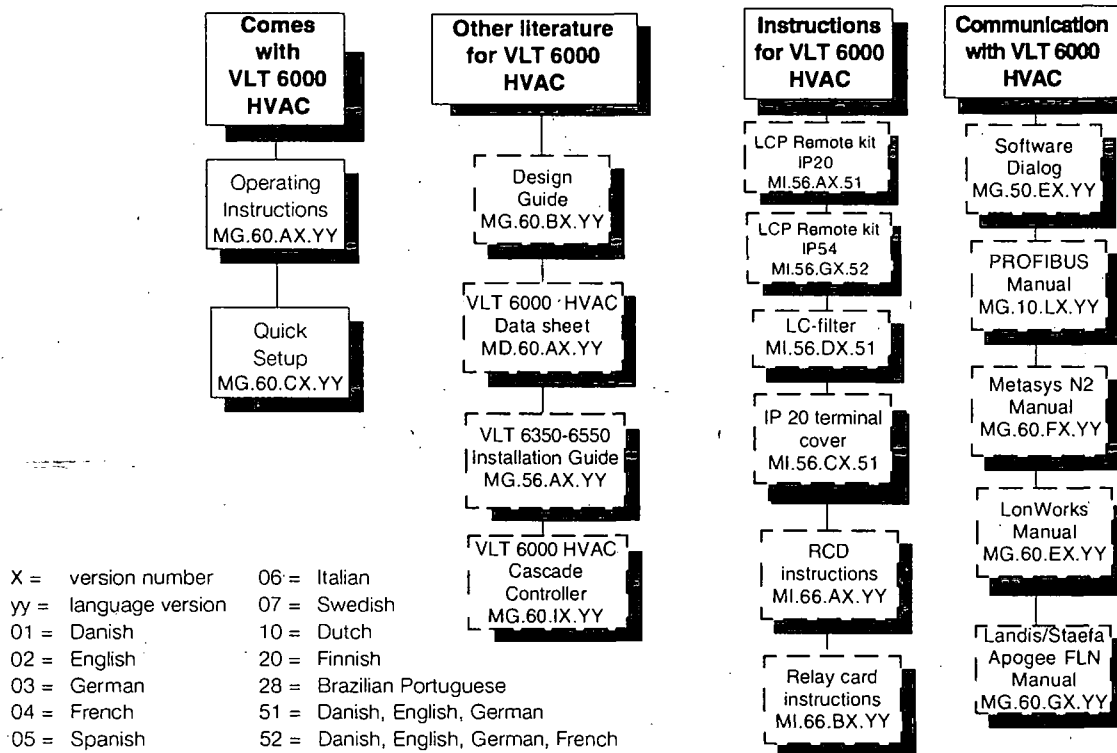 Comes
with
VLT 6000
HVAC
Operating
Instructions
MG.60.AX.YY
Quick
Setup
MG.60.CX.YY
Other literature
for VLT 6000
HVAC
Design
Guide
MG.60.BX.YY
VLT 6000 HVAC
Data sheet
MD.60.AX.YY
VLT 6350-6550
Installation Guide
MG.56.AX.YY
VLT 6000 HVAC
Cascade
Controller
MG.60.IX.YY
Instructions
for VLT 6000
HVAC
LCP Remote kit
IP20
MI.56.AX.51
LCP Remote kit
IP54
MI.56.GX.52
LC-filter
MI.56.DX.51
IP 20 terminal
cover
MI.56.CX.51
RCD
instructions
MI.66.AX.YY
Relay card
instructions
MI.66.BX.YY
Communication
with VLT 6000
HVAC
Software
Dialog
MG.50.EX.YY
PROFIBUS
Manual
MG.10.LX.YY
Metasys N2
Manual
MG.60.FX.YY
LonWorks
Manual
MG.60.EX.YY
Landis/Staefa
Apogee FLN
Manual
MG.60.GX.YY
X = version number
yy = language version
01 = Danish
02 = English
03 = German
04 = French
05 = Spanish
06 = Italian
07 = Swedish
10 = Dutch
20 = Finnish
28 = Brazilian Portuguese
51 = Danish, English, German
52 = Danish, English, German, French